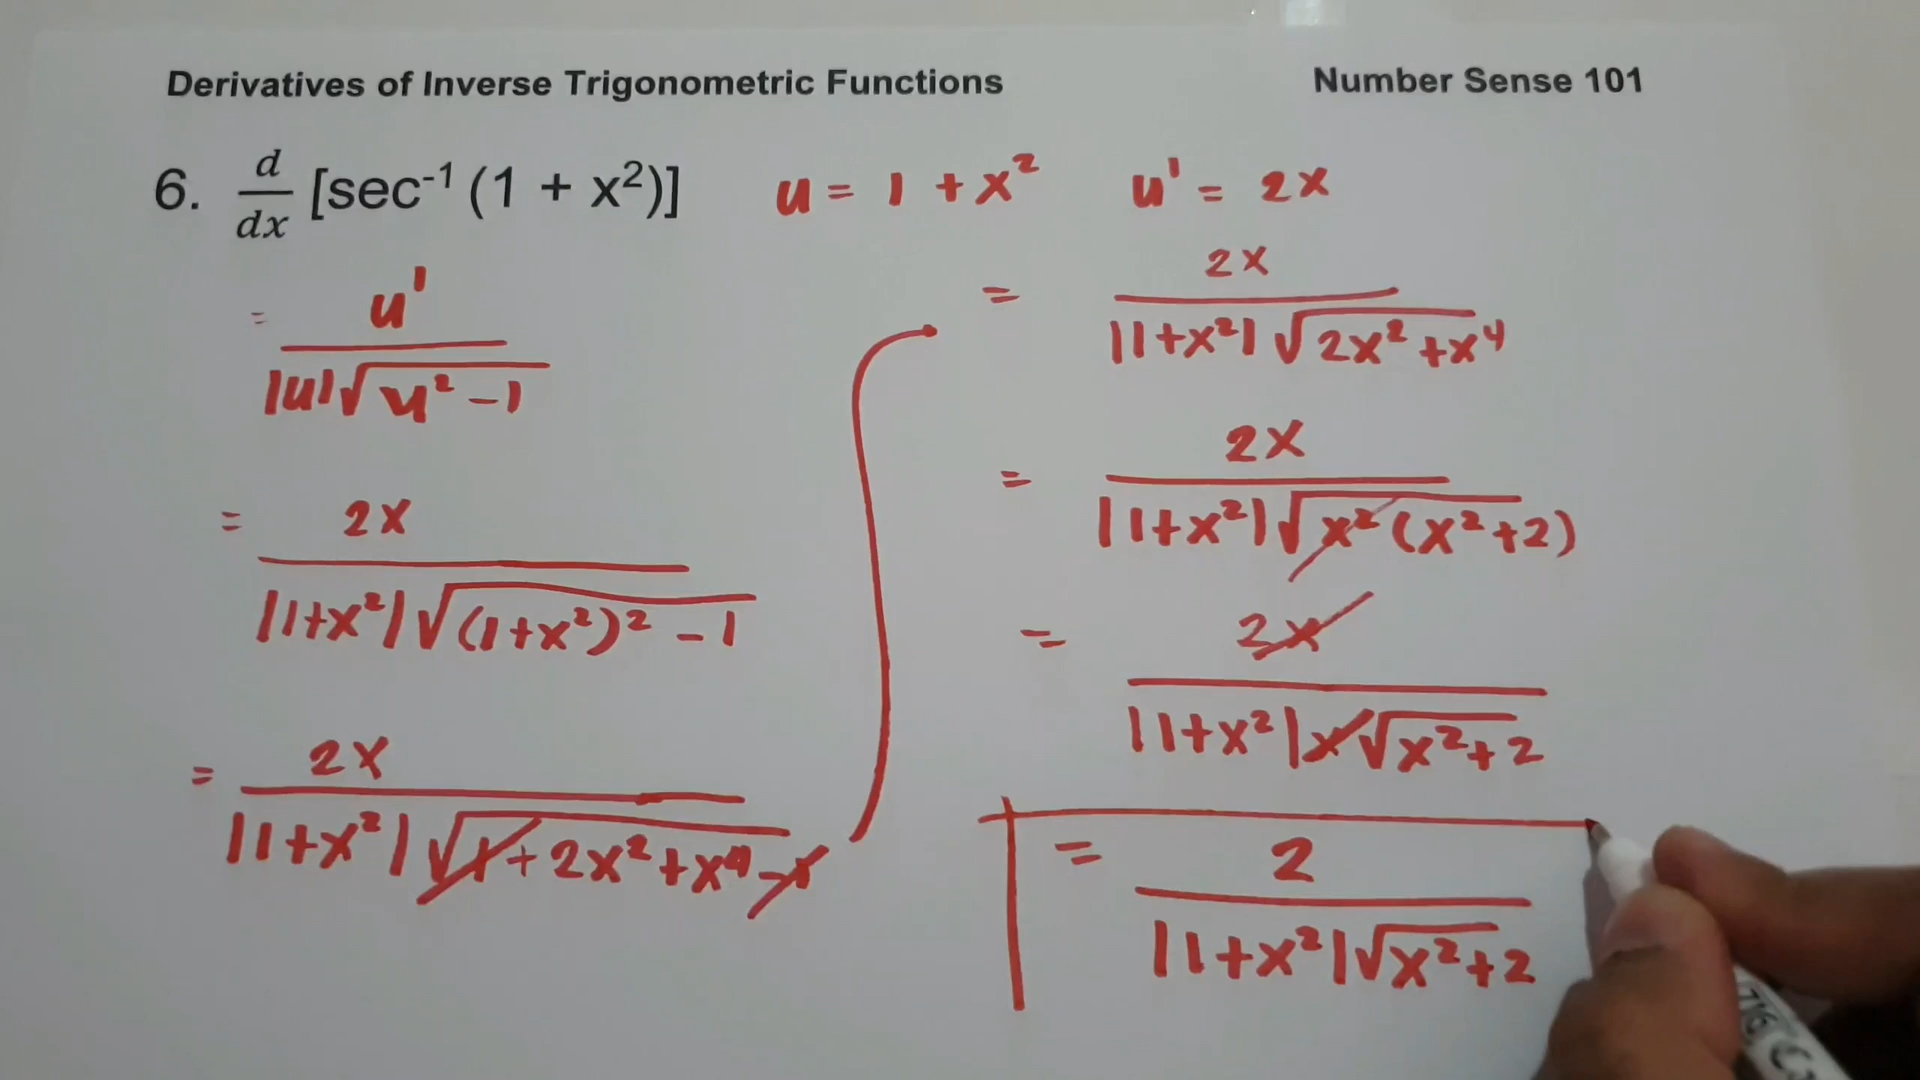 Derivatives of Inverse Trigonometric Functions
Number Sense 101
6. d/dx [sec⁻¹ (1 + x²)]
u = 1 + x²
u' = 2x
= u' / |u|√(u² - 1)
= 2x / |1+x²|√((1+x²)² - 1)
= 2x / |1+x²|√(1 + 2x² + x⁴ - 1)
= 2x / |1+x²|√(2x² + x⁴)
= 2x / |1+x²|√(x²(x²+2))
= 2x / |1+x²|x√(x²+2)
= 2 / |1+x²|√(x²+2)